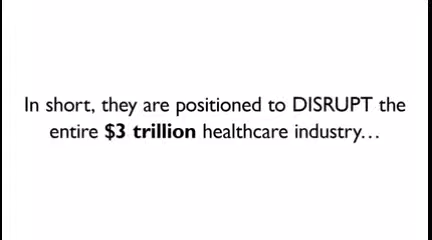 In short, they are positioned to DISRUPT the
entire $3 trillion healthcare industry…